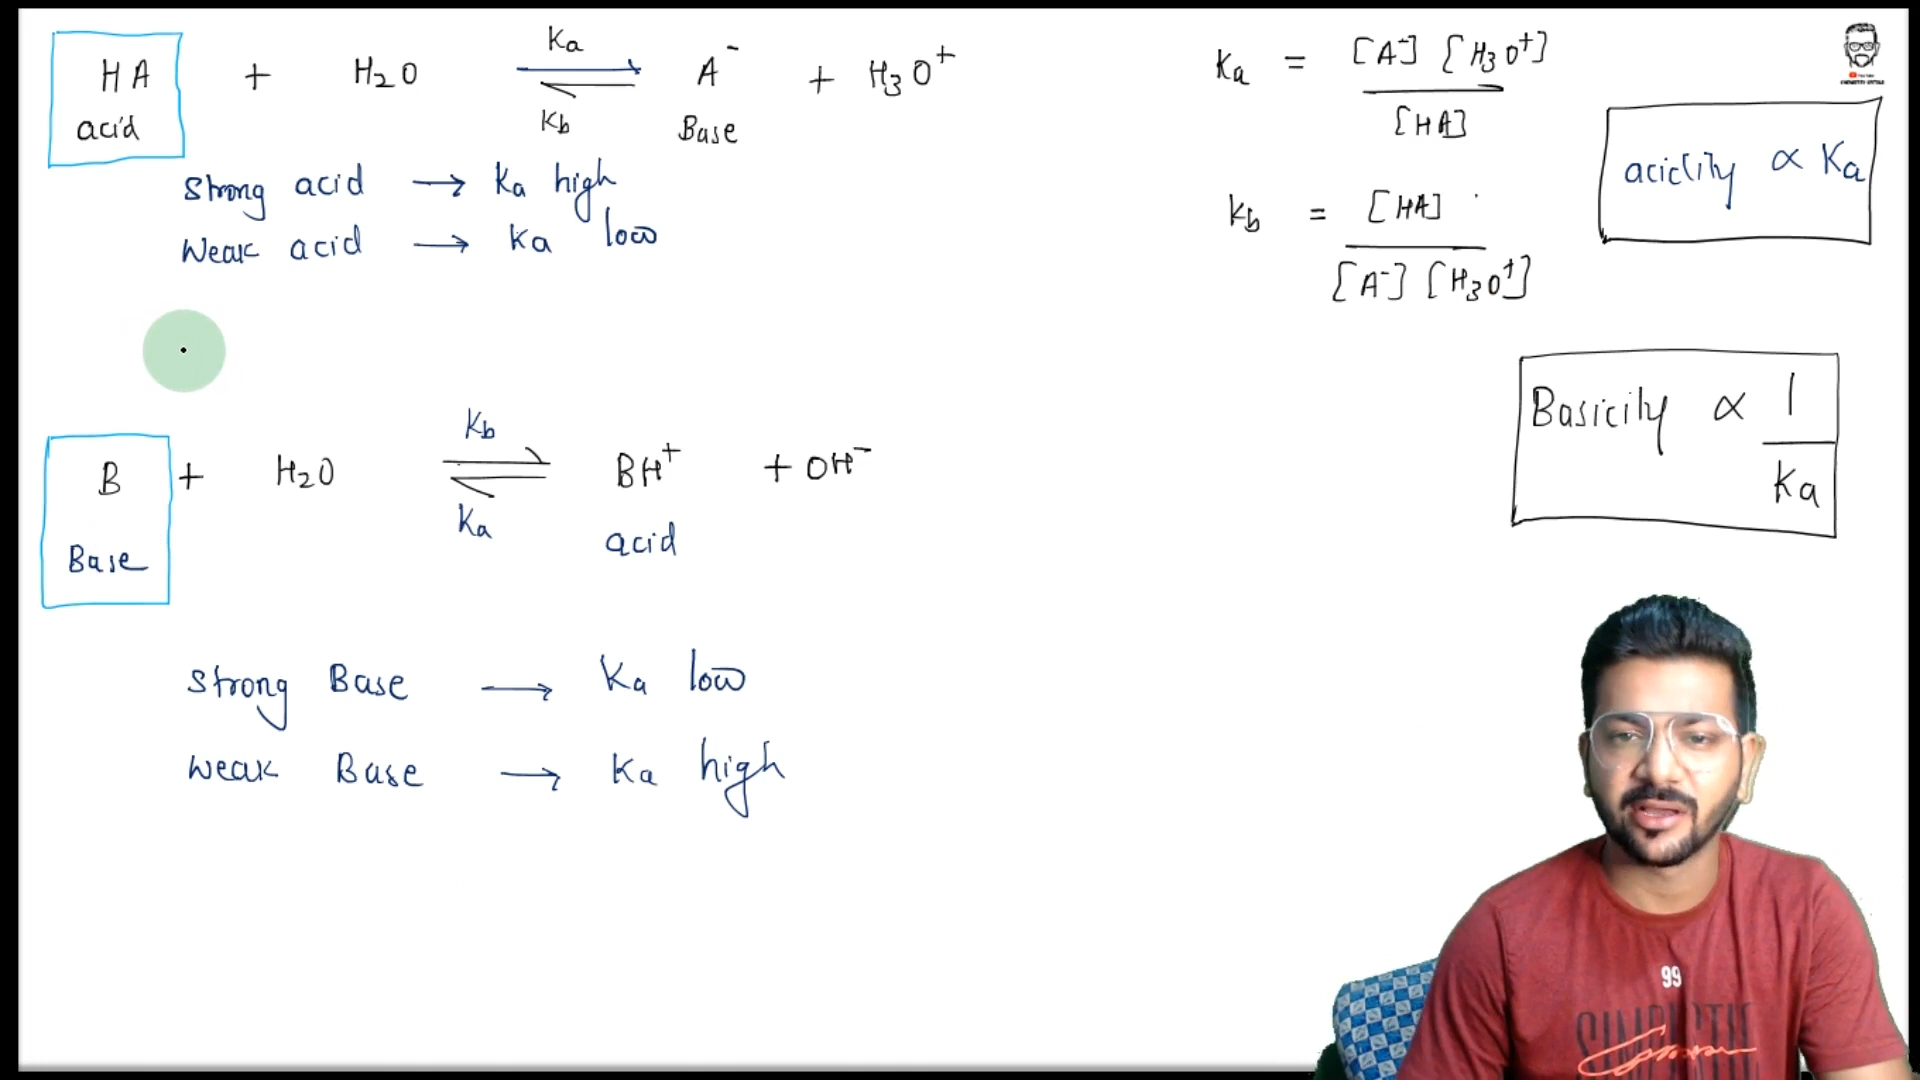 HA + H₂O ⇌ A⁻ + H₃O⁺
Ka
Kb
acid
Base
Strong acid → Ka high
Weak acid → Ka low
Ka = [A⁻] [H₃O⁺] / [HA]
Kb = [HA] / [A⁻] [H₃O⁺]
acidity ∝ Ka
Basicity ∝ 1 / Ka
B + H₂O ⇌ BH⁺ + OH⁻
Kb
Ka
Base
acid
Strong Base → Ka low
Weak Base → Ka high
99